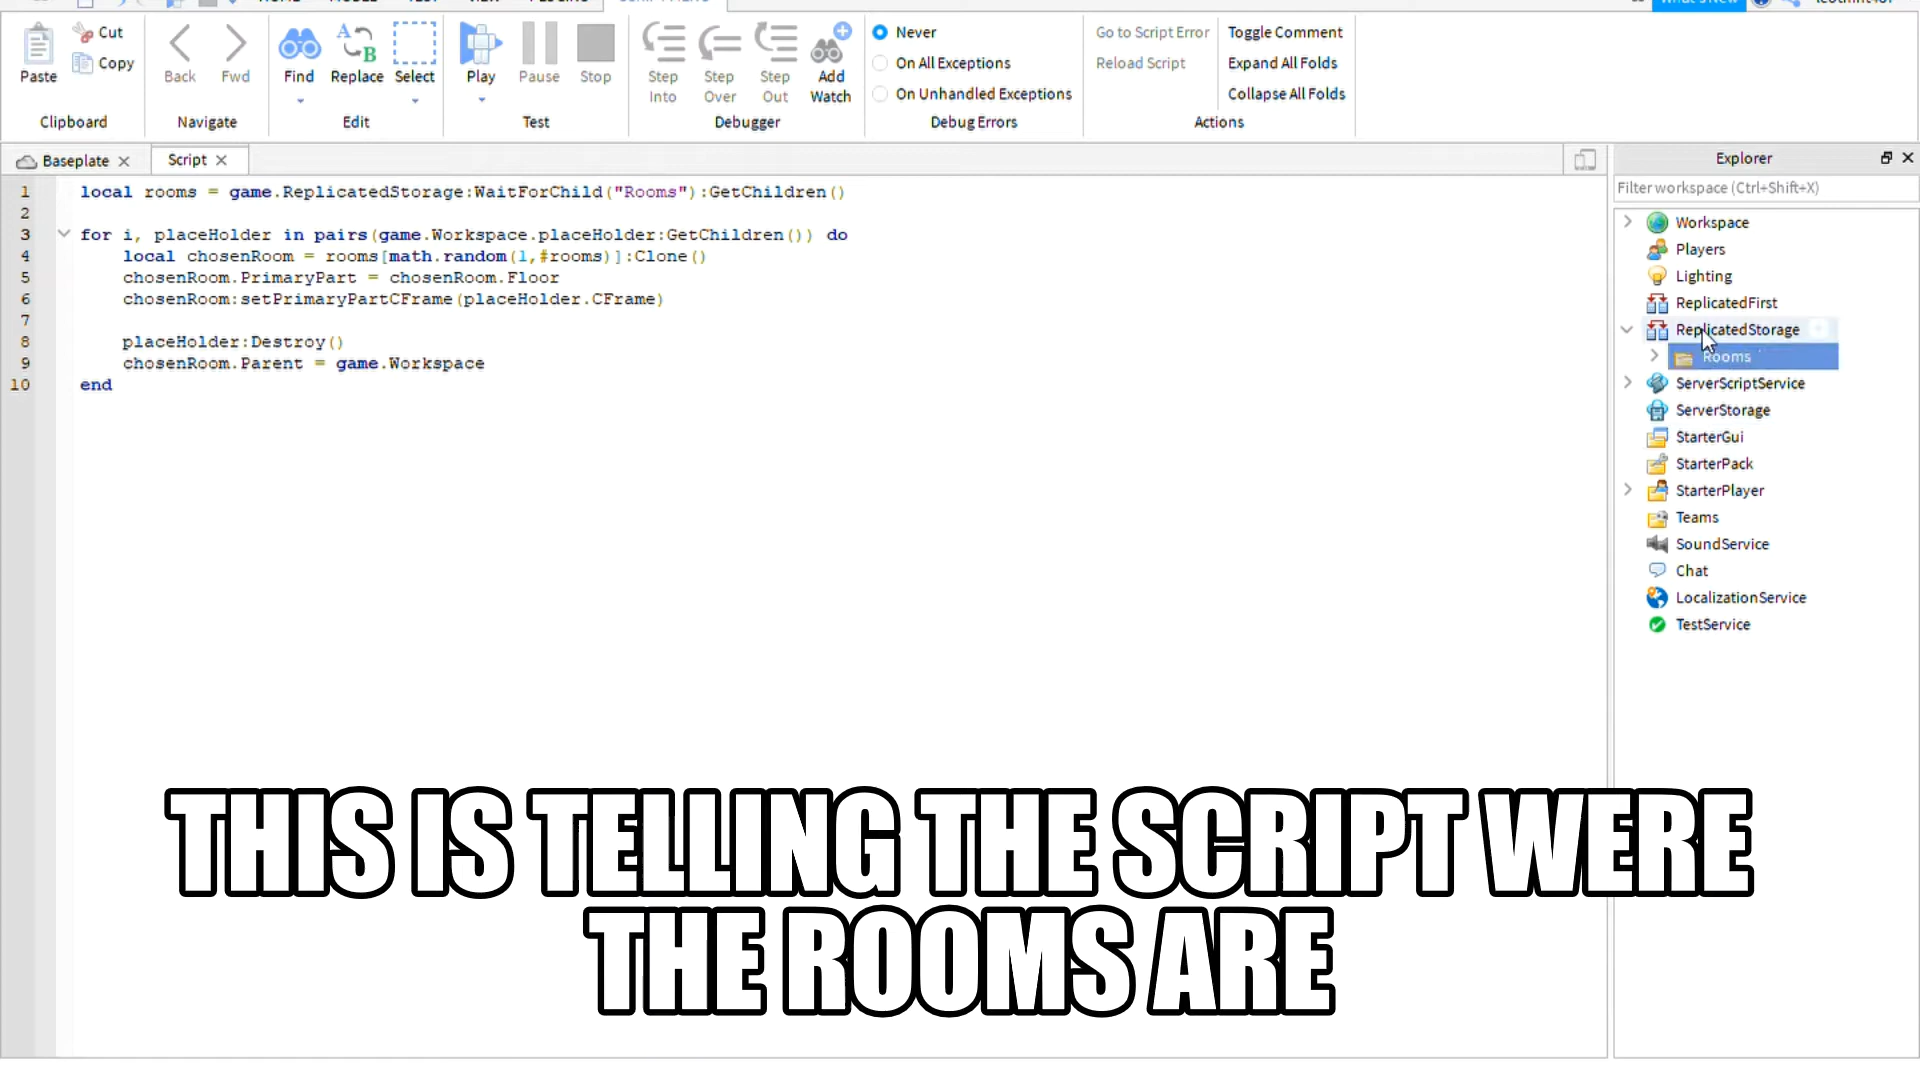 What's New
Paste
Cut
Copy
Clipboard
Back
Fwd
Navigate
Find
Replace
Select
Edit
Play
Pause
Stop
Test
Step
Into
Step
Over
Step
Out
Add
Watch
Debugger
Never
On All Exceptions
On Unhandled Exceptions
Debug Errors
Go to Script Error
Reload Script
Toggle Comment
Expand All Folds
Collapse All Folds
Actions
Baseplate
Script
1 local rooms = game.ReplicatedStorage:WaitForChild("Rooms"):GetChildren()
2
3 for i, placeHolder in pairs(game.Workspace.placeHolder:GetChildren()) do
4 local chosenRoom = rooms[math.random(1,#rooms)]:Clone()
5 chosenRoom.PrimaryPart = chosenRoom.Floor
6 chosenRoom:setPrimaryPartCFrame(placeHolder.CFrame)
7
8 placeHolder:Destroy()
9 chosenRoom.Parent = game.Workspace
10 end
Explorer
Filter workspace (Ctrl+Shift+X)
Workspace
Players
Lighting
ReplicatedFirst
ReplicatedStorage
Rooms
ServerScriptService
ServerStorage
StarterGui
StarterPack
StarterPlayer
Teams
SoundService
Chat
LocalizationService
TestService
THIS IS TELLING THE SCRIPT WERE
THE ROOMS ARE